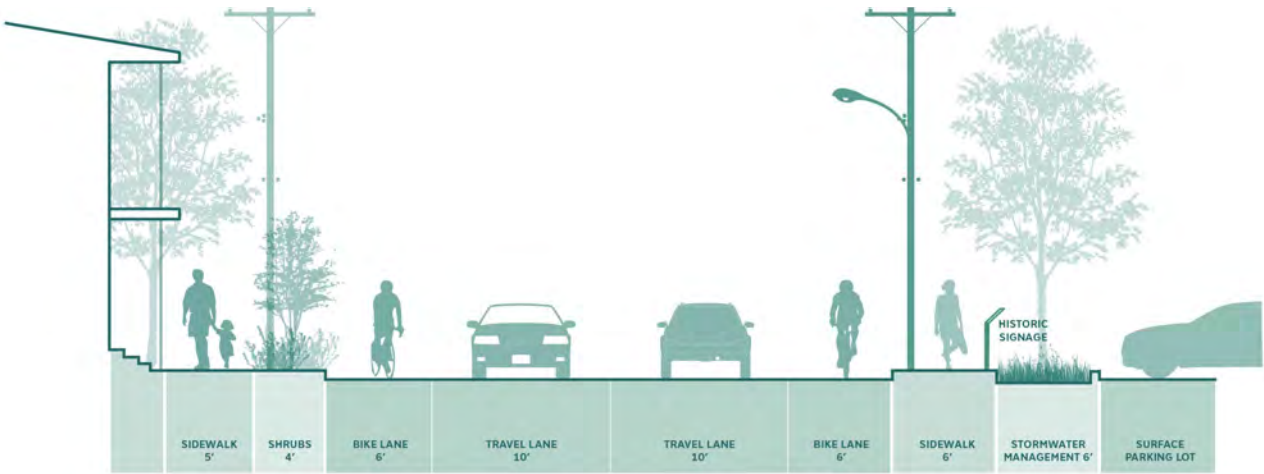 HISTORIC
SIGNAGE
SIDEWALK
5'
SHRUBS
4'
BIKE LANE
6'
TRAVEL LANE
10'
TRAVEL LANE
10'
BIKE LANE
6'
SIDEWALK
6'
STORMWATER
MANAGEMENT 6'
SURFACE
PARKING LOT